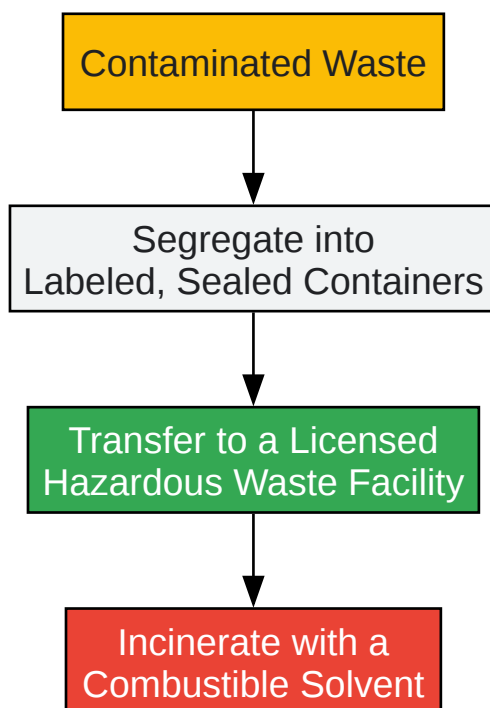 Contaminated Waste
Segregate into
Labeled, Sealed Containers
Transfer to a Licensed
Hazardous Waste Facility
Incinerate with a
Combustible Solvent